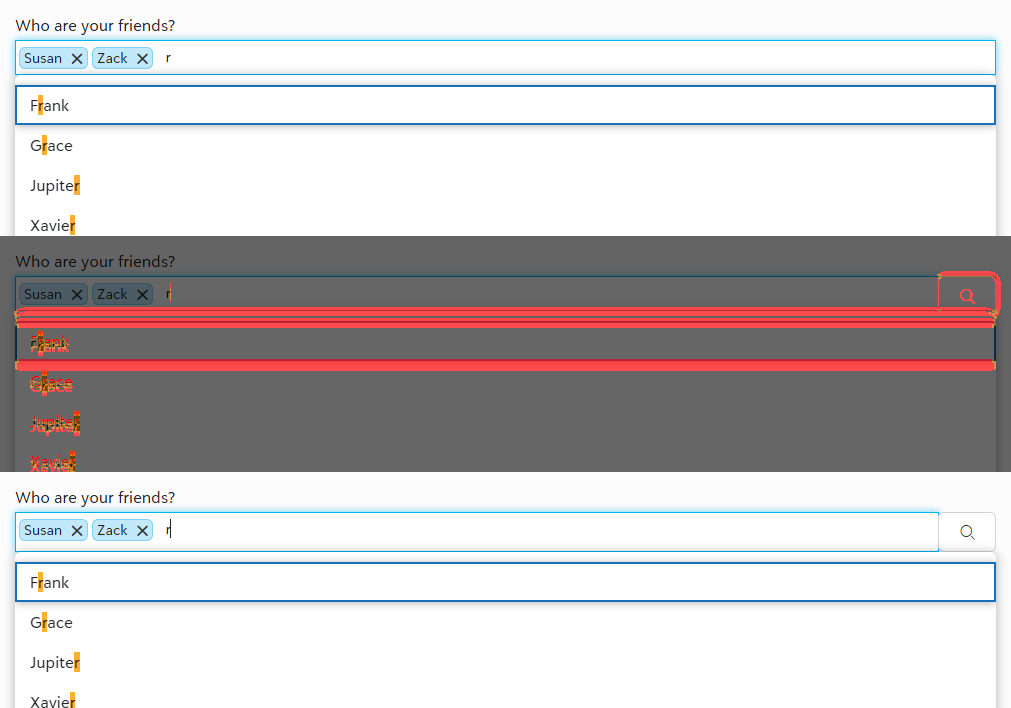 Who are your friends?
Susan Zack r
Frank
Grace
Jupiter
Xavier
Who are your friends?
Susan Zack r
Frank
Grace
Jupiter
Xavier
Who are your friends?
Susan Zack r
Frank
Grace
Jupiter
Xavier